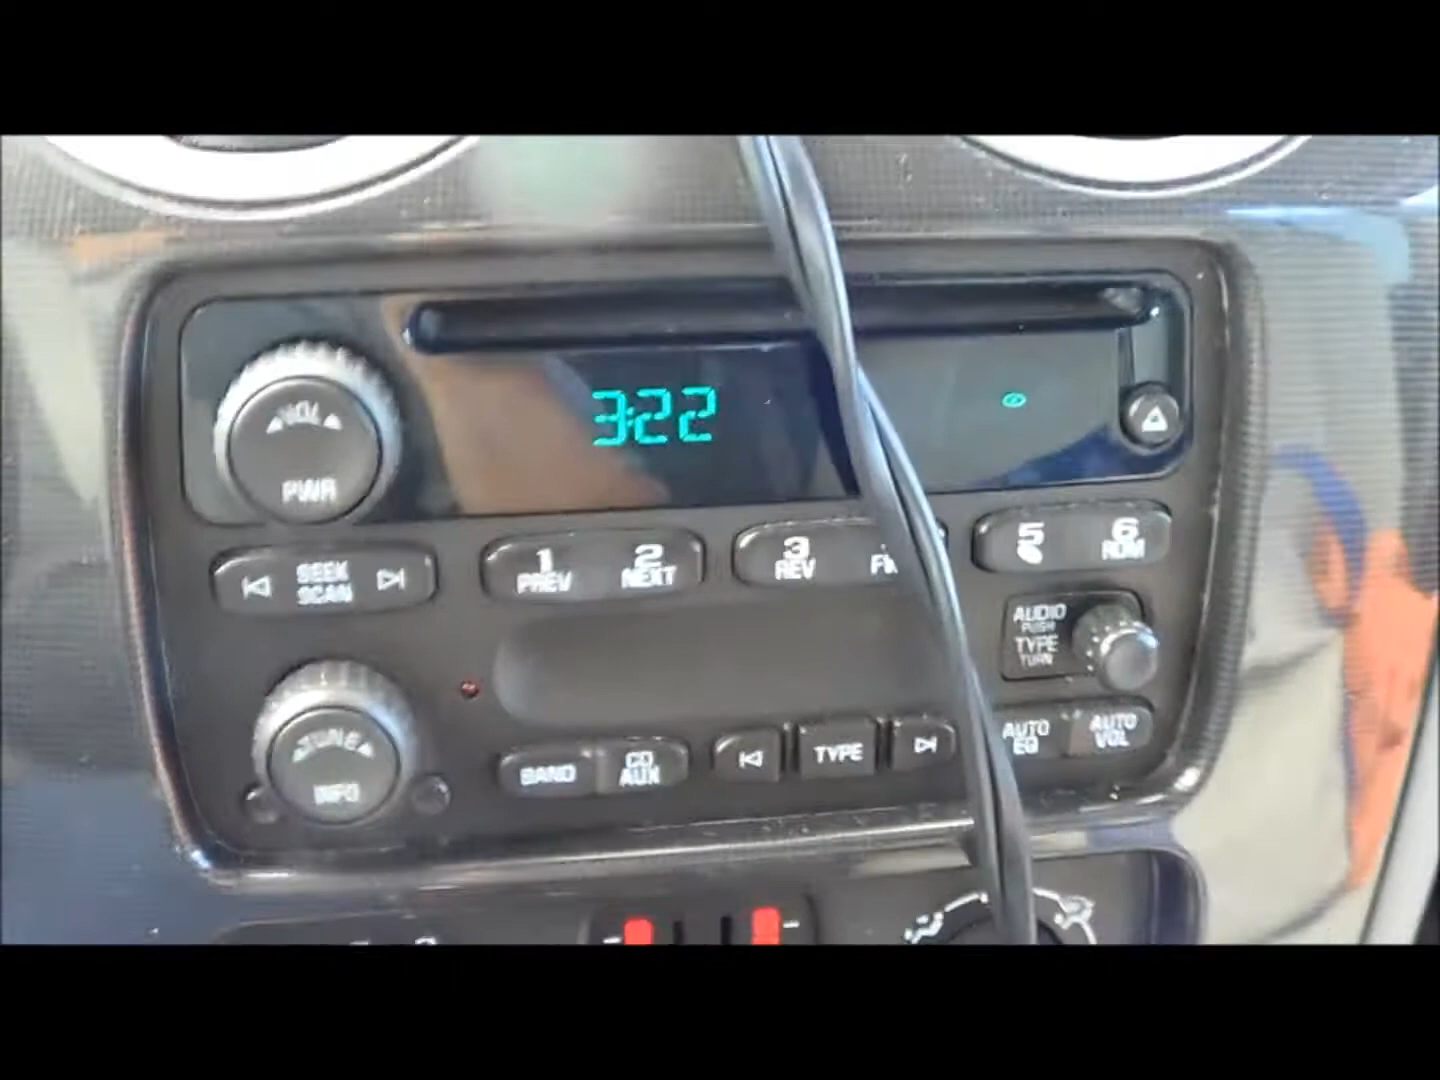 3:22
VOL
PWR
SEEK
SCAN
1
PREV
2
NEXT
3
REV
5
6
RDM
AUDIO
PUSH
TYPE
TURN
TUNE
INFO
BAND
CD
AUX
TYPE
AUTO
EQ
AUTO
VOL